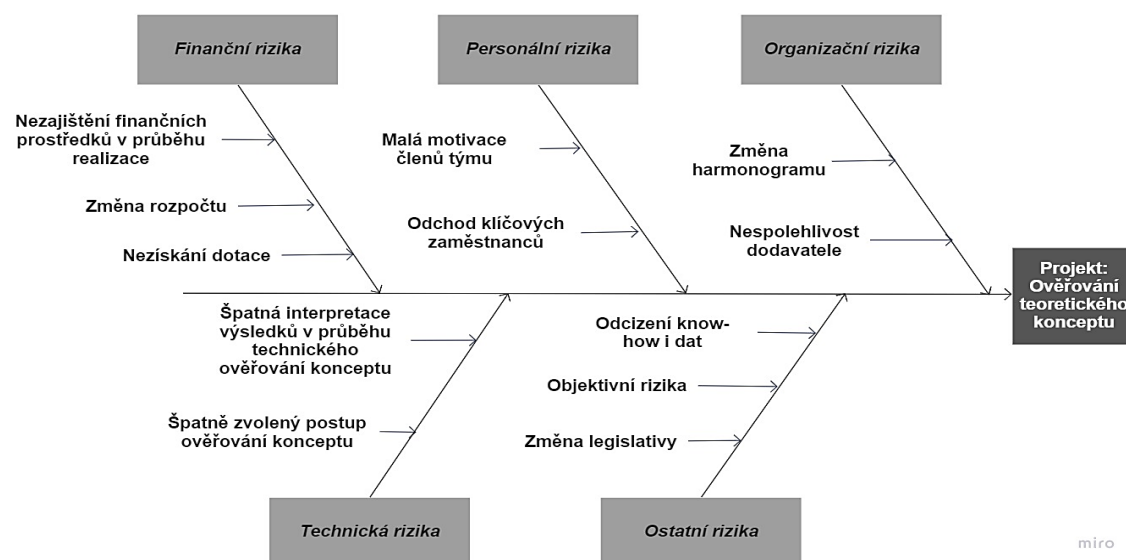 Finanční rizika
Personální rizika
Organizační rizika
Nezajištění finančních
prostředků v průběhu
realizace
Změna rozpočtu
Nezískání dotace
Malá motivace
členů týmu
Odchod klíčových
zaměstnanců
Změna
harmonogramu
Nespolehlivost
dodavatele
Projekt:
Ověřování
teoretického
konceptu
Špatná interpretace
výsledků v průběhu
technického
ověřování konceptu
Špatně zvolený postup
ověřování konceptu
Odcizení know-
how i dat
Objektivní rizika
Změna legislativy
Technická rizika
Ostatní rizika
miro